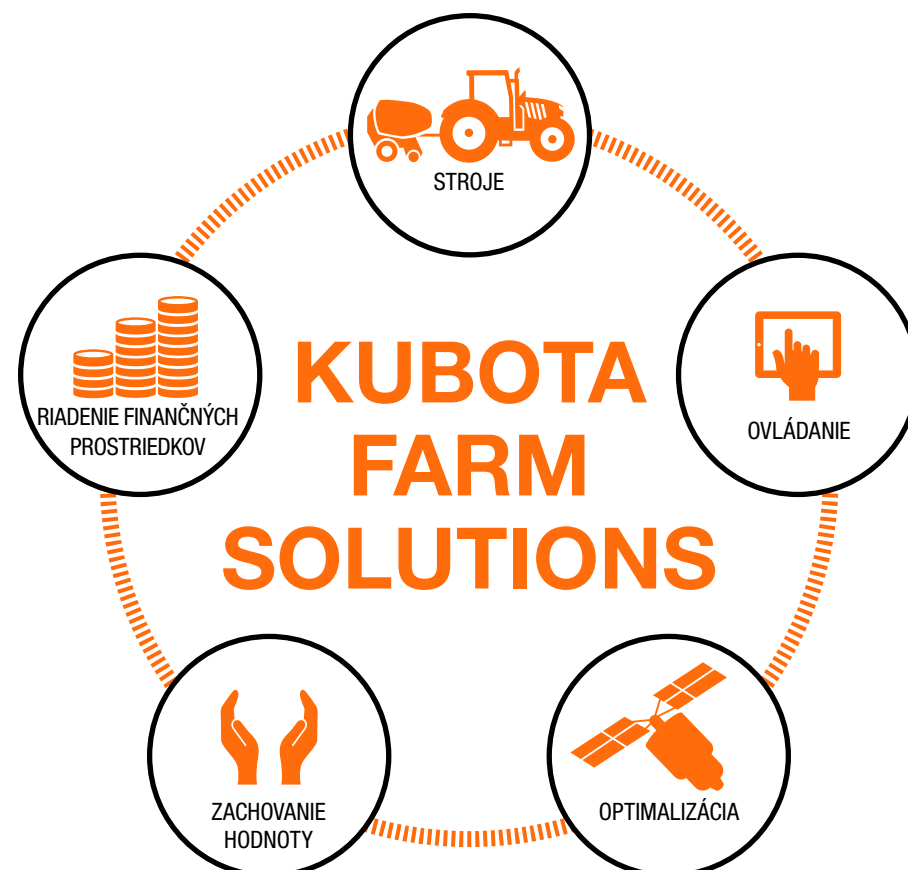 STROJE
RIADENIE FINANČNÝCH
PROSTRIEDKOV
KUBOTA
FARM
SOLUTIONS
OVLÁDANIE
ZACHOVANIE
HODNOTY
OPTIMALIZÁCIA